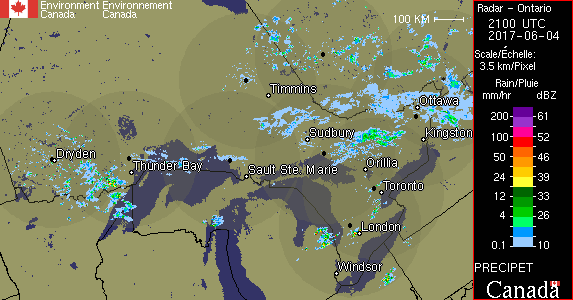 Environment Environnement
Canada Canada
100 KM
Timmins
Ottawa
Sudbury
Kingston
Dryden
Thunder Bay
Sault Ste. Marie
Orillia
Toronto
London
Windsor
Radar - Ontario
2100 UTC
2017-06-04
Scale/Échelle:
3.5 km/Pixel
Rain/Pluie
mm/hr dBZ
200 61
100 52
50 46
24 39
12 33
4 26
0.1 10
PRECIPET
Canada